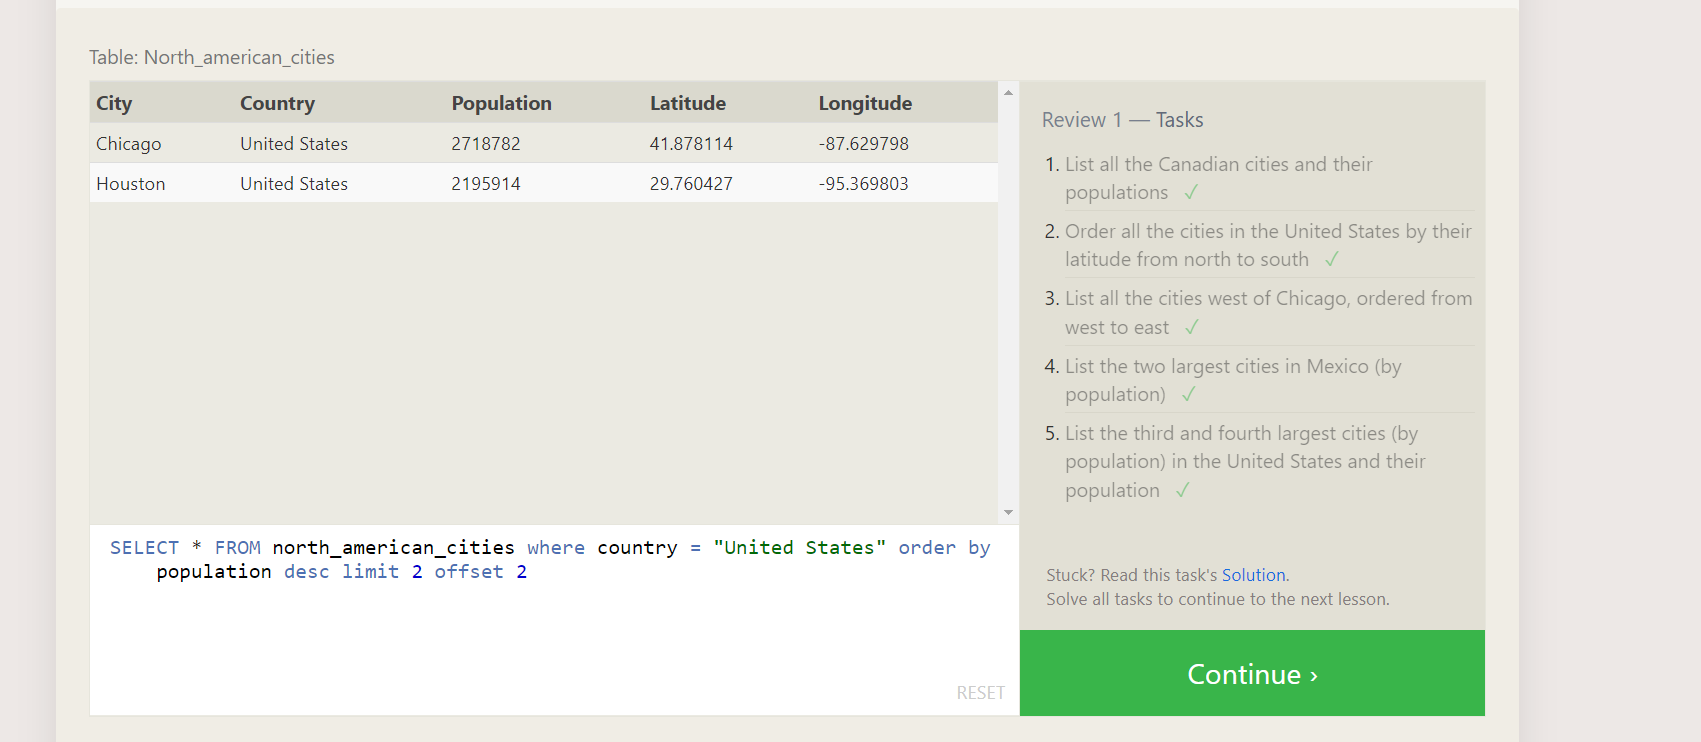 Table: North_american_cities
City Country Population Latitude Longitude
Chicago United States 2718782 41.878114 -87.629798
Houston United States 2195914 29.760427 -95.369803
SELECT * FROM north_american_cities where country = "United States" order by
population desc limit 2 offset 2
RESET
Review 1 — Tasks
1. List all the Canadian cities and their
populations ✓
2. Order all the cities in the United States by their
latitude from north to south ✓
3. List all the cities west of Chicago, ordered from
west to east ✓
4. List the two largest cities in Mexico (by
population) ✓
5. List the third and fourth largest cities (by
population) in the United States and their
population ✓
Stuck? Read this task's Solution.
Solve all tasks to continue to the next lesson.
Continue ›